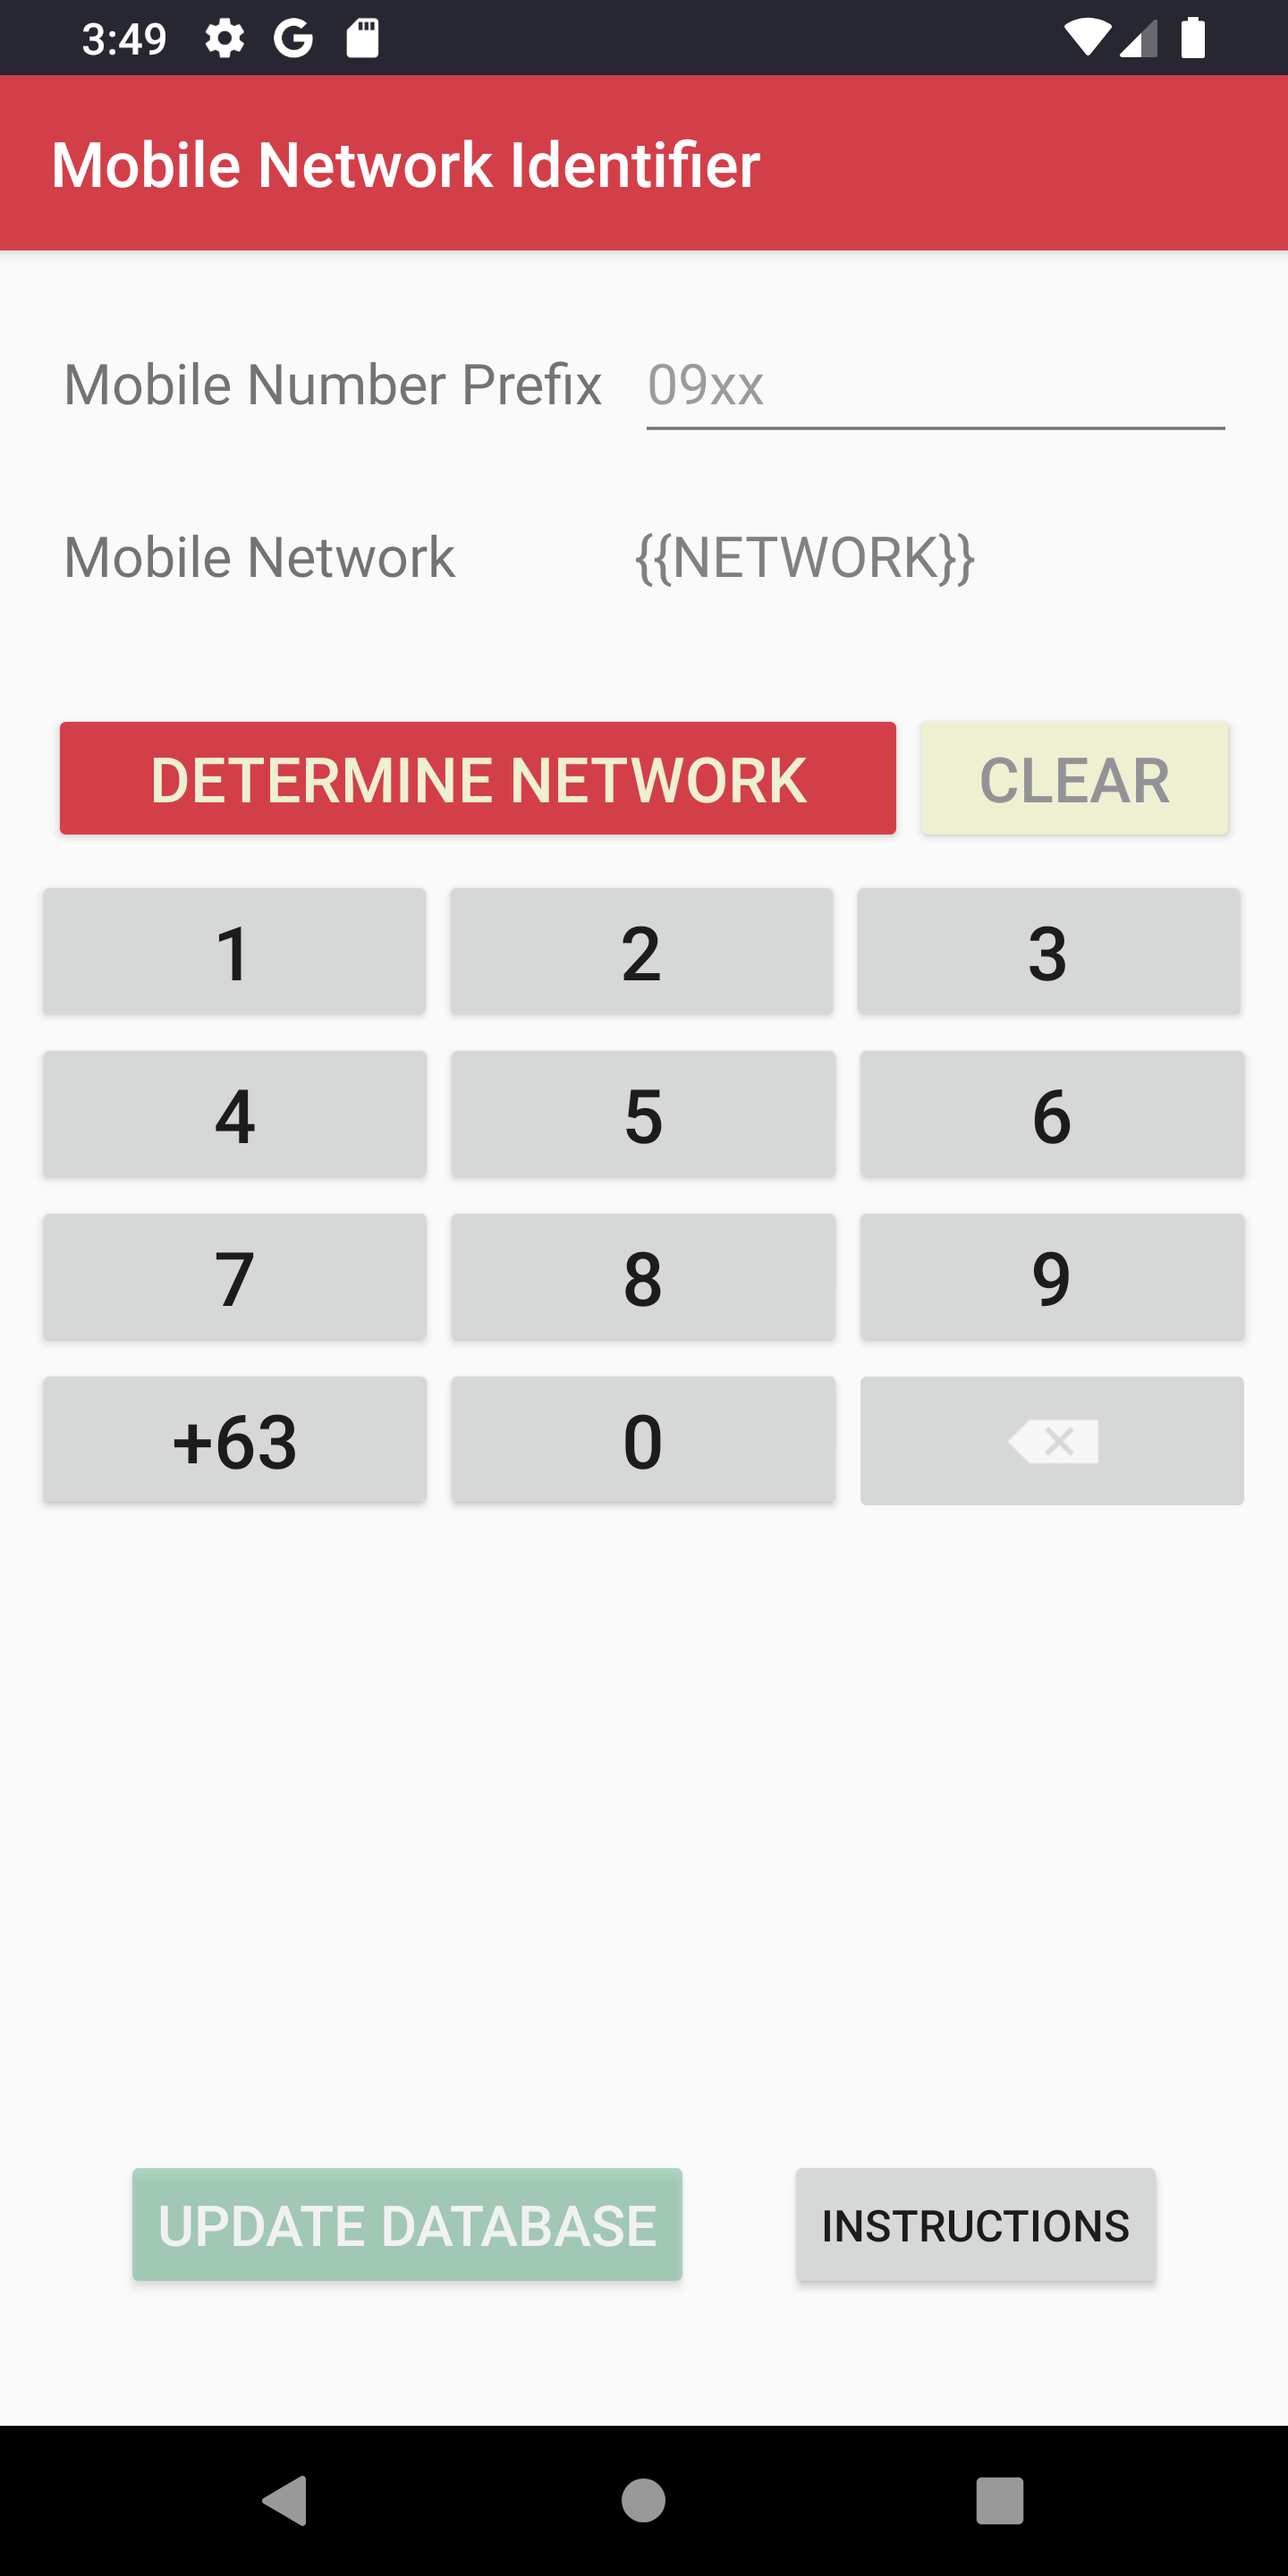 3:49
Mobile Network Identifier
Mobile Number Prefix 09xx
Mobile Network {{NETWORK}}
DETERMINE NETWORK CLEAR
1 2 3
4 5 6
7 8 9
+63 0
UPDATE DATABASE INSTRUCTIONS